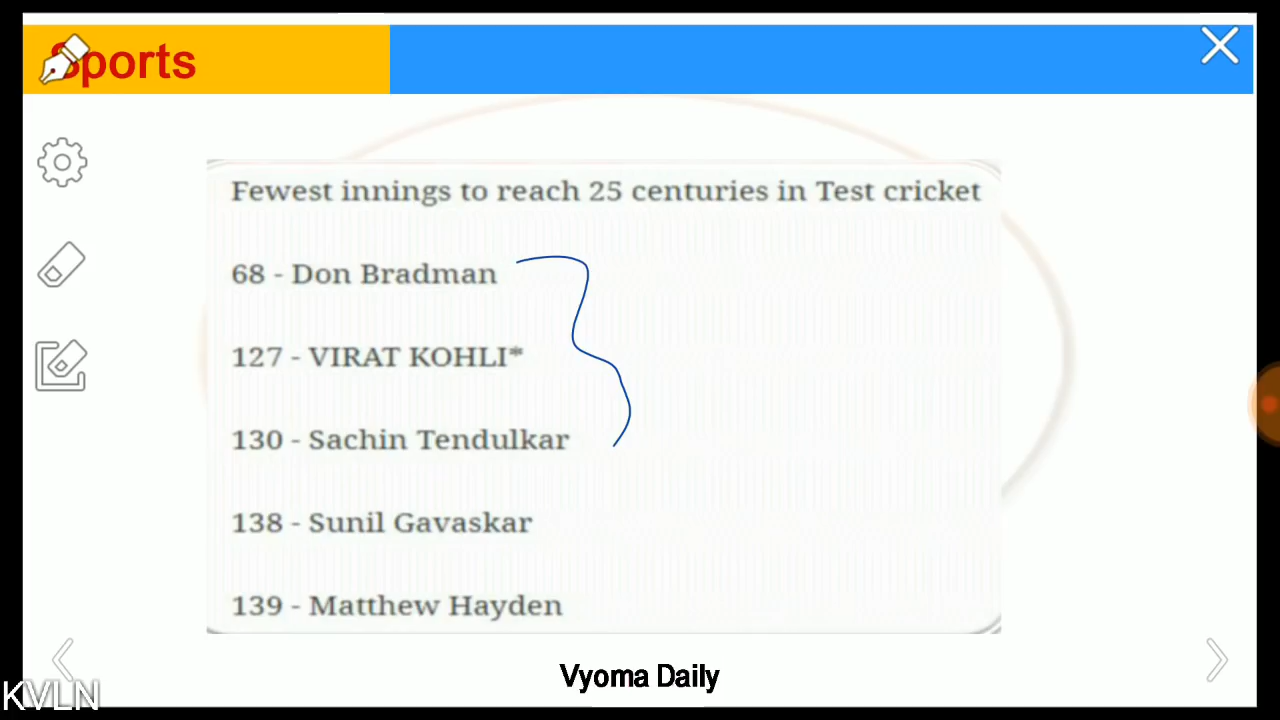 Sports
Fewest innings to reach 25 centuries in Test cricket
68 - Don Bradman
127 - VIRAT KOHLI*
130 - Sachin Tendulkar
138 - Sunil Gavaskar
139 - Matthew Hayden
Vyoma Daily
KVLN